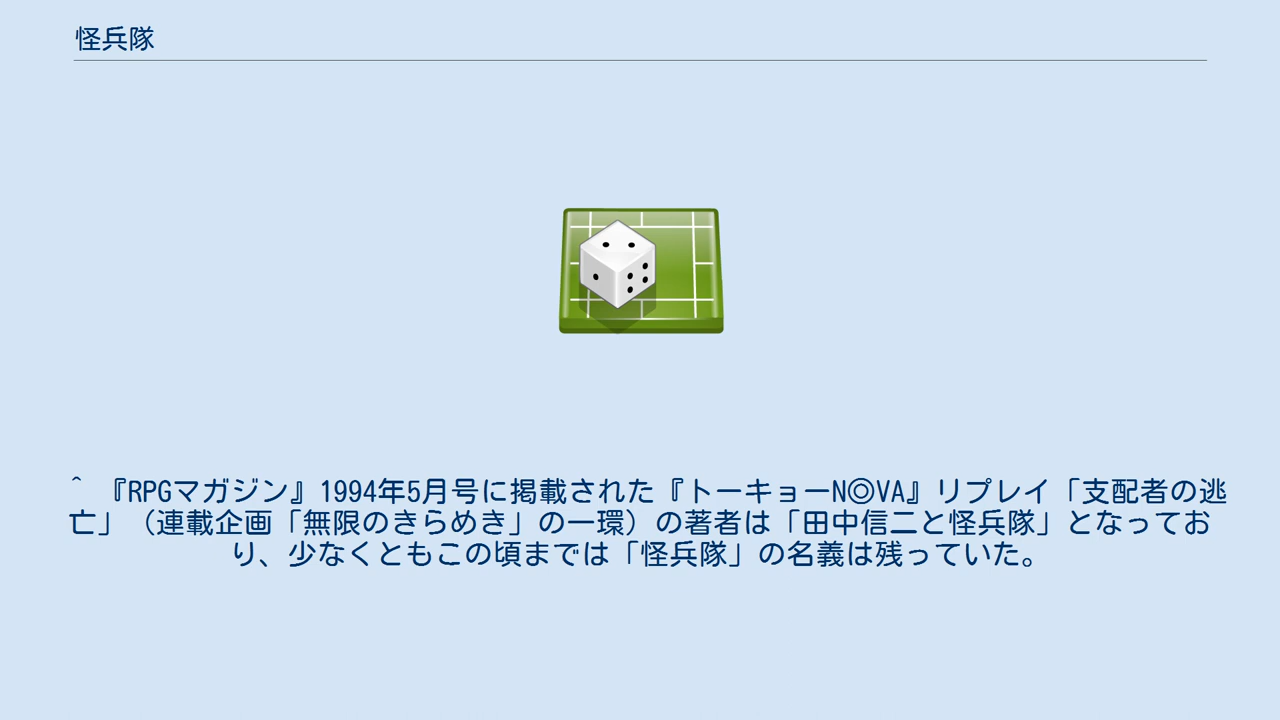 怪兵隊
^ 『RPGマガジン』1994年5月号に掲載された『トーキョーN◎VA』リプレイ「支配者の逃
亡」（連載企画「無限のきらめき」の一環）の著者は「田中信二と怪兵隊」となってお
り、少なくともこの頃までは「怪兵隊」の名義は残っていた。